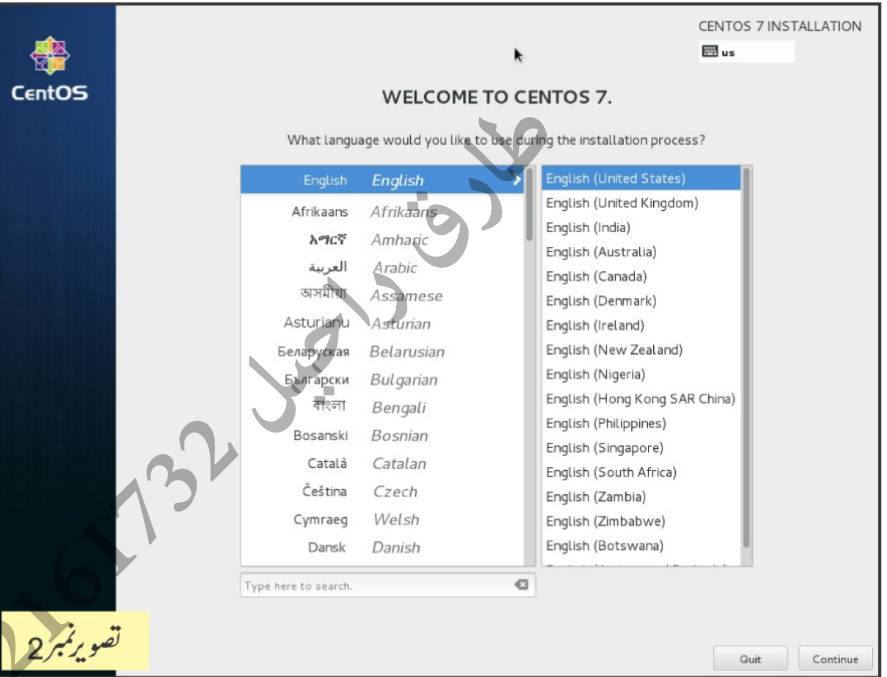 CENTOS 7 INSTALLATION
us
CentOS
WELCOME TO CENTOS 7.
What language would you like to use during the installation process?
English English
Afrikaans Afrikaans
አማርኛ Amharic
العربية Arabic
অসমীয়া Assamese
Asturianu Asturian
Беларуская Belarusian
Български Bulgarian
বাংলা Bengali
Bosanski Bosnian
Català Catalan
Čeština Czech
Cymraeg Welsh
Dansk Danish
English (United States)
English (United Kingdom)
English (India)
English (Australia)
English (Canada)
English (Denmark)
English (Ireland)
English (New Zealand)
English (Nigeria)
English (Hong Kong SAR China)
English (Philippines)
English (Singapore)
English (South Africa)
English (Zambia)
English (Zimbabwe)
English (Botswana)
Type here to search.
Quit Continue
تصویر نمبر 2
طارق راحیل 2161732